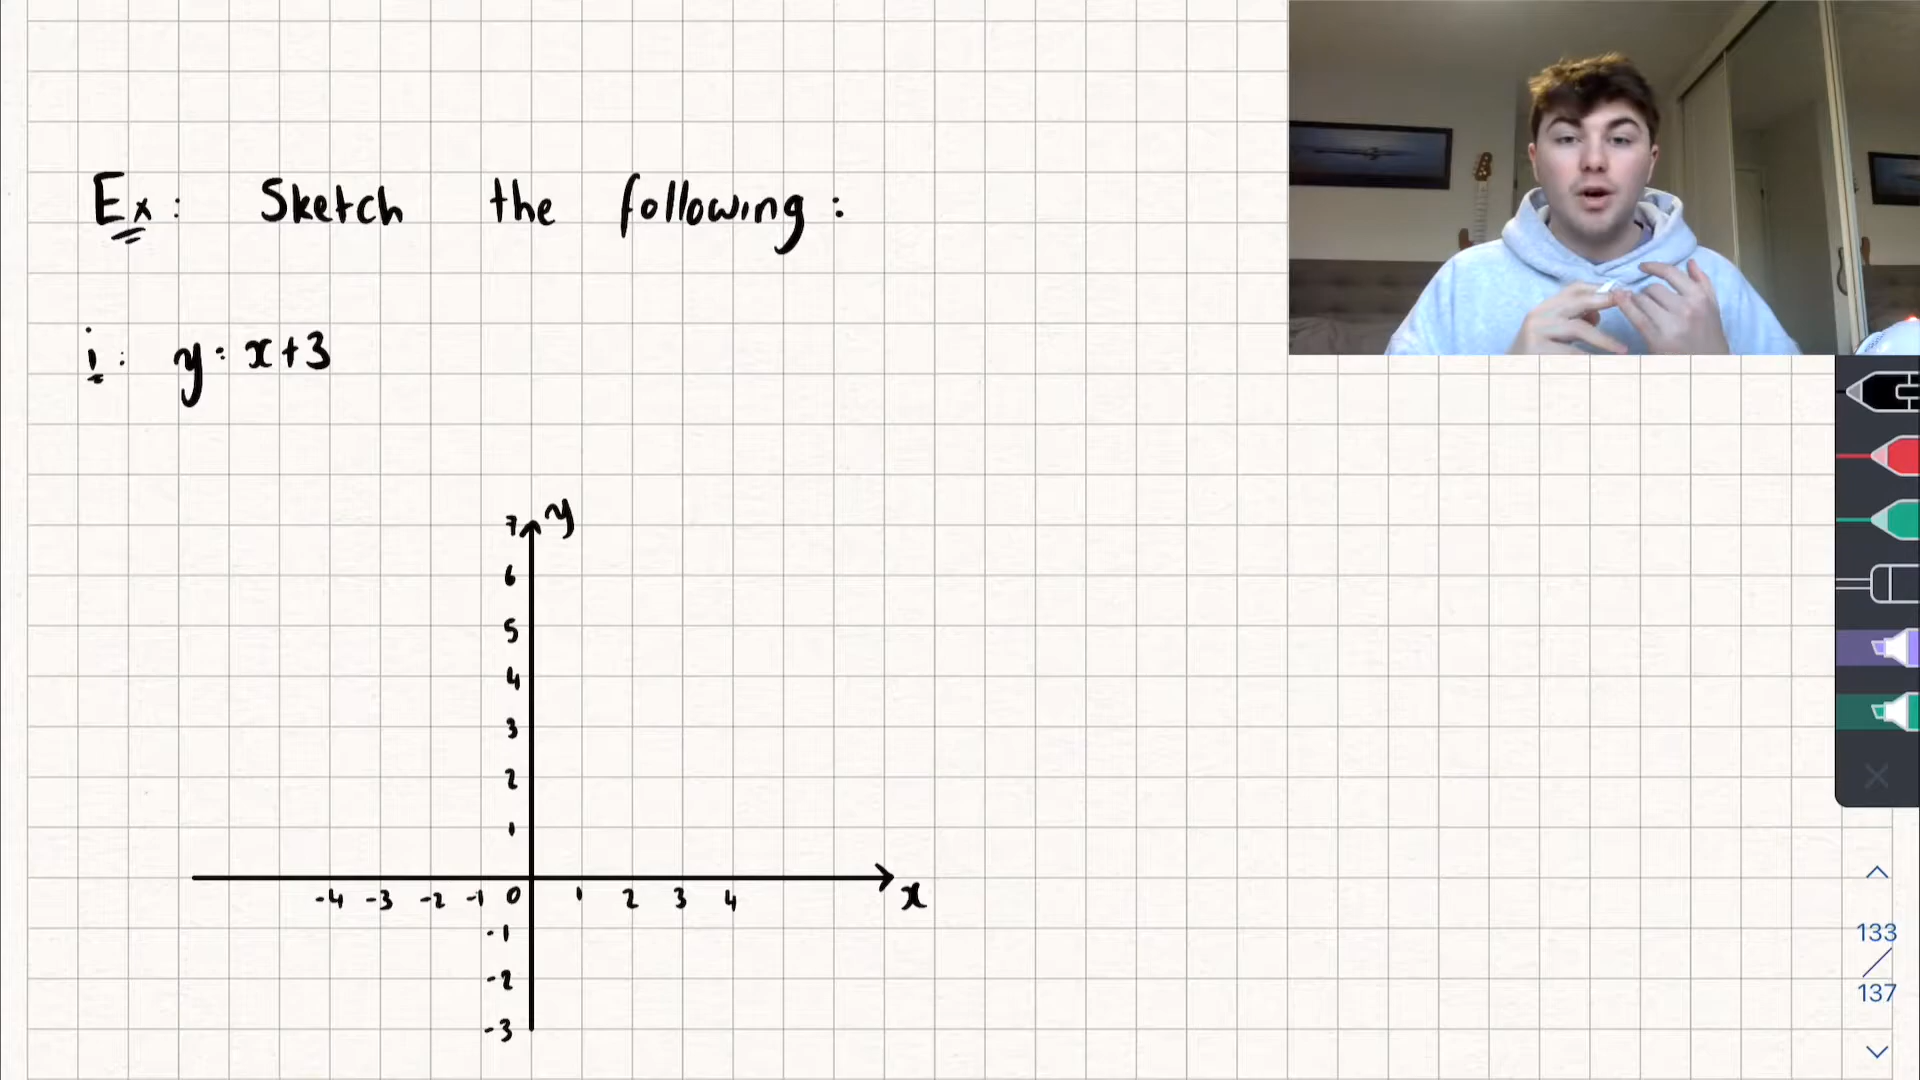 Ex: Sketch the following:
i: y = x+3
7 y
6
5
4
3
2
1
-4 -3 -2 -1 0 1 2 3 4 x
-1
-2
-3
133
137